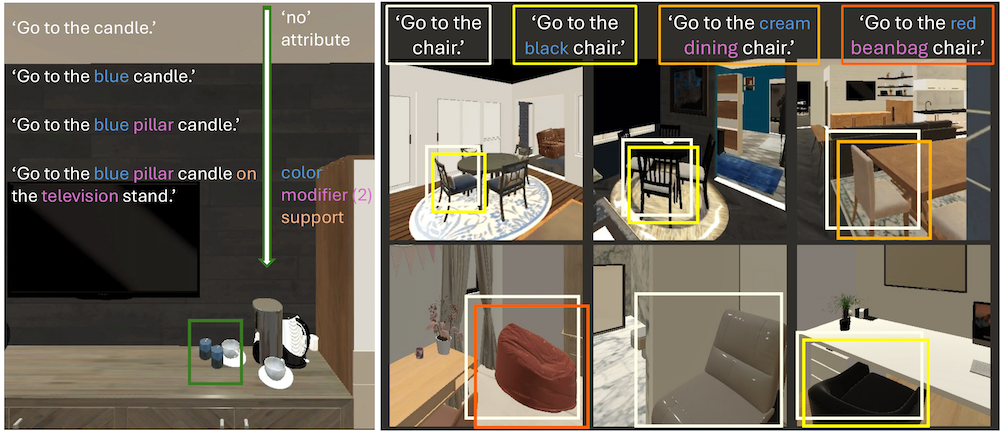 ‘Go to the candle.’
‘no’
attribute
‘Go to the blue candle.’
‘Go to the blue pillar candle.’
‘Go to the blue pillar candle on
the television stand.’
color
modifier (2)
support
‘Go to the
chair.’
‘Go to the
black chair.’
‘Go to the cream
dining chair.’
‘Go to the red
beanbag chair.’